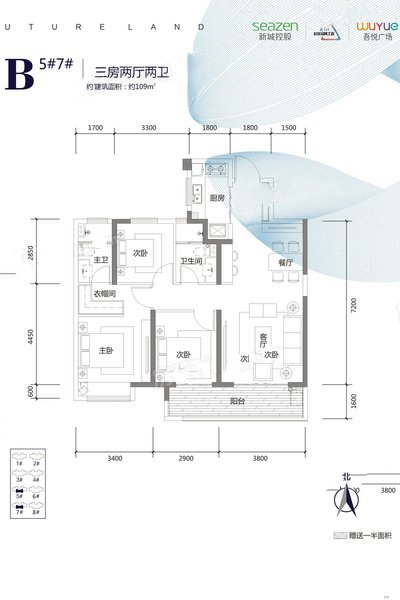 UTURE LAND
seazen
新城控股
WUYUE
吾悦广场
B 5#7#
三房两厅两卫
约建筑面积：约109m²
1700 3300 1800 1800 1500
厨房
2850
主卫
次卧
卫生间
餐厅
衣帽间
7200
4450
主卧
次卧
客厅
次 次卧
600
阳台
1600
3400 2900 3800
1# 2#
3# 4#
5# 6#
7# 8#
北
3800
赠送一半面积